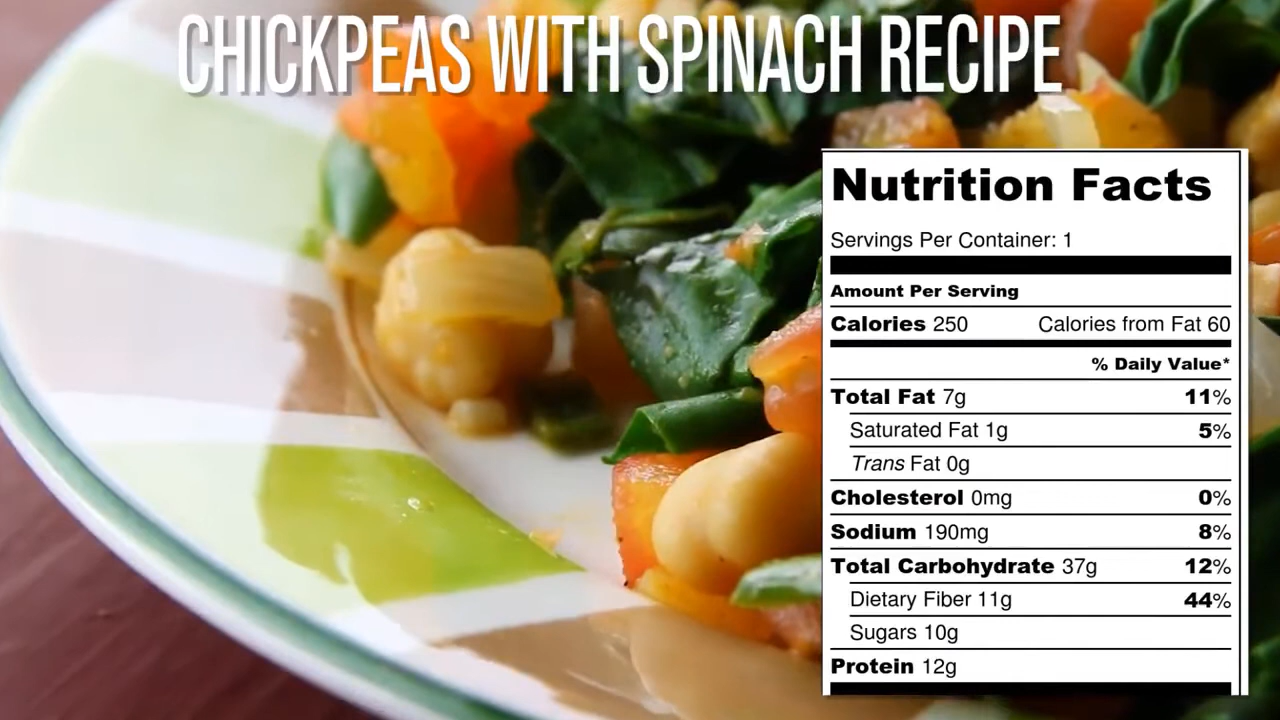 CHICKPEAS WITH SPINACH RECIPE
Nutrition Facts
Servings Per Container: 1
Amount Per Serving
Calories 250 Calories from Fat 60
% Daily Value*
Total Fat 7g 11%
Saturated Fat 1g 5%
Trans Fat 0g
Cholesterol 0mg 0%
Sodium 190mg 8%
Total Carbohydrate 37g 12%
Dietary Fiber 11g 44%
Sugars 10g
Protein 12g